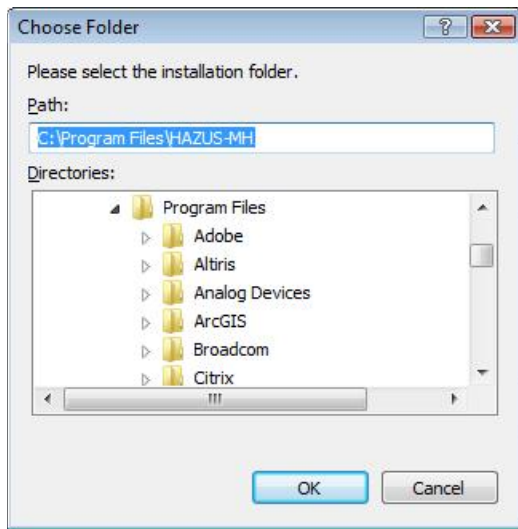 Choose Folder
Please select the installation folder.
Path:
C:\Program Files\HAZUS-MH
Directories:
Program Files
Adobe
Altiris
Analog Devices
ArcGIS
Broadcom
Citrix
OK Cancel